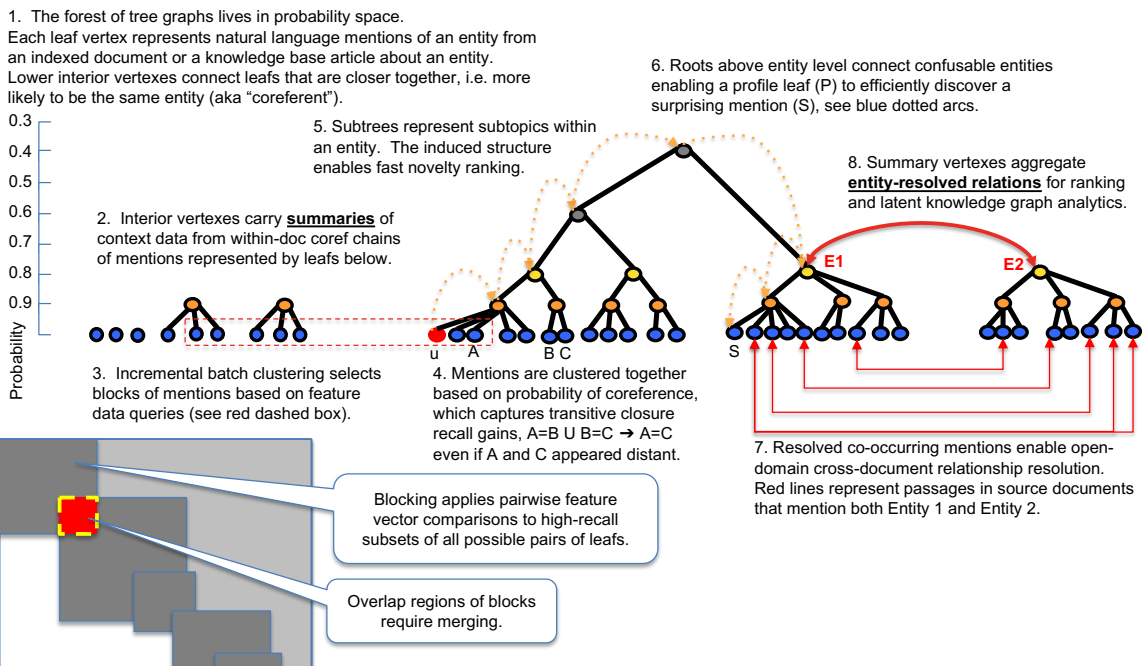 1.  The forest of tree graphs lives in probability space.
Each leaf vertex represents natural language mentions of an entity from
an indexed document or a knowledge base article about an entity.
Lower interior vertexes connect leafs that are closer together, i.e. more
likely to be the same entity (aka “coreferent”).
6. Roots above entity level connect confusable entities
enabling a profile leaf (P) to efficiently discover a
surprising mention (S), see blue dotted arcs.
5. Subtrees represent subtopics within
an entity.  The induced structure
enables fast novelty ranking.
8. Summary vertexes aggregate
entity-resolved relations for ranking
and latent knowledge graph analytics.
2.  Interior vertexes carry summaries of
context data from within-doc coref chains
of mentions represented by leafs below.
0.3
0.4
0.5
0.6
0.7
0.8
0.9
Probability
E1
E2
u
A
B C
S
3.  Incremental batch clustering selects
blocks of mentions based on feature
data queries (see red dashed box).
4. Mentions are clustered together
based on probability of coreference,
which captures transitive closure
recall gains, A=B U B=C ➔ A=C
even if A and C appeared distant.
7. Resolved co-occurring mentions enable open-
domain cross-document relationship resolution.
Red lines represent passages in source documents
that mention both Entity 1 and Entity 2.
Blocking applies pairwise feature
vector comparisons to high-recall
subsets of all possible pairs of leafs.
Overlap regions of blocks
require merging.